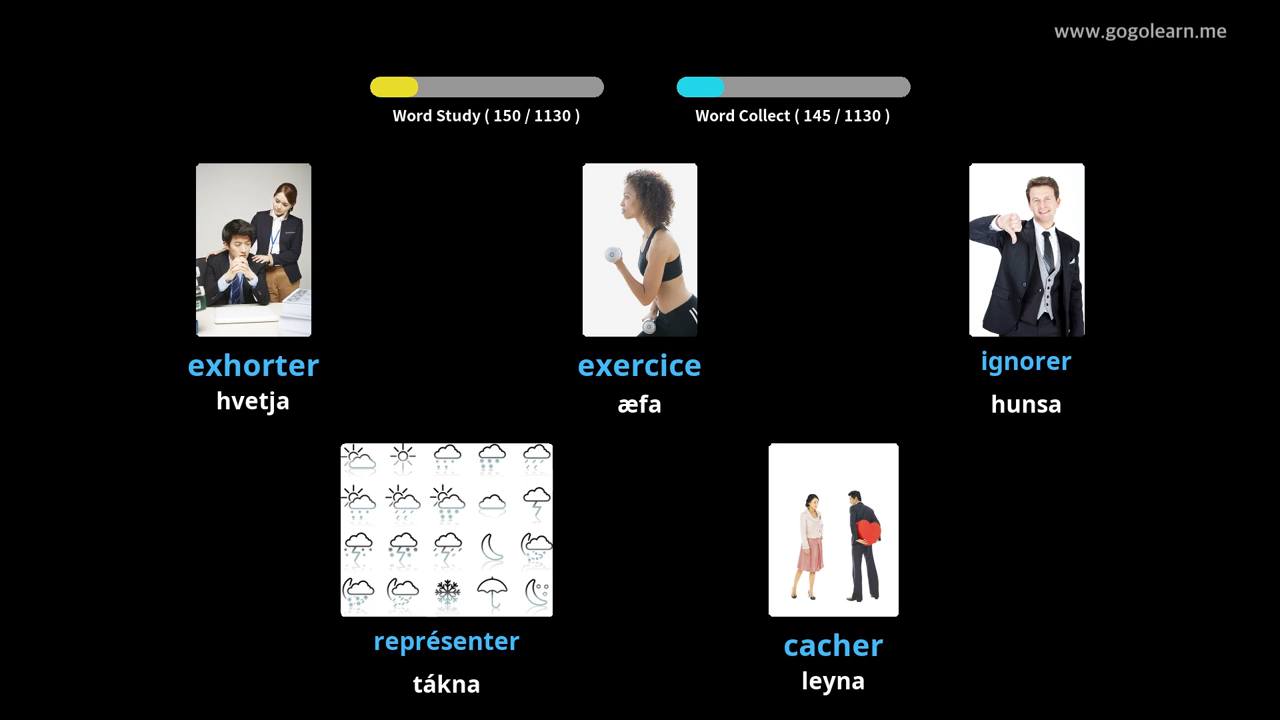 www.gogolearn.me
Word Study ( 150 / 1130 )
Word Collect ( 145 / 1130 )
exhorter
hvetja
exercice
æfa
ignorer
hunsa
représenter
tákna
cacher
leyna